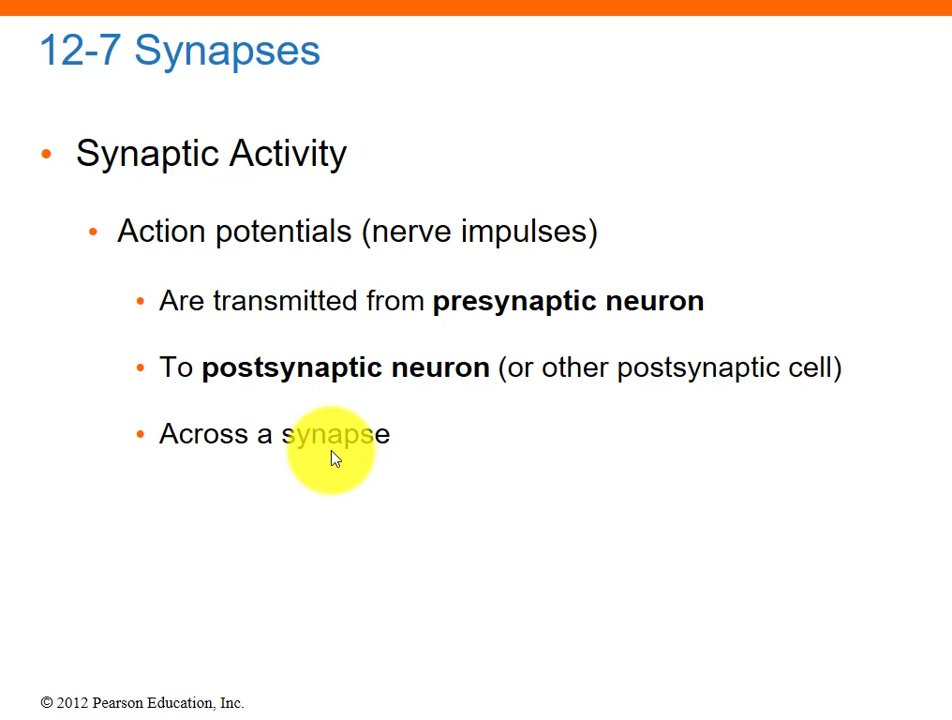 12-7 Synapses
• Synaptic Activity
• Action potentials (nerve impulses)
• Are transmitted from presynaptic neuron
• To postsynaptic neuron (or other postsynaptic cell)
• Across a synapse
© 2012 Pearson Education, Inc.